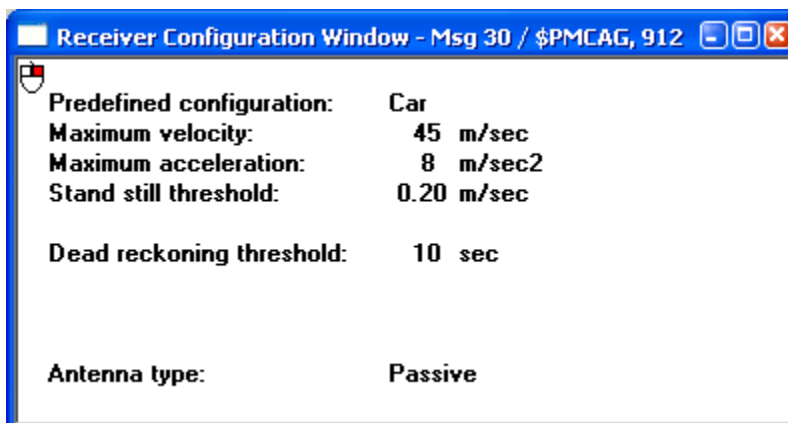 Receiver Configuration Window - Msg 30 / $PMCAG, 912
Predefined configuration: Car
Maximum velocity: 45 m/sec
Maximum acceleration: 8 m/sec2
Stand still threshold: 0.20 m/sec
Dead reckoning threshold: 10 sec
Antenna type: Passive